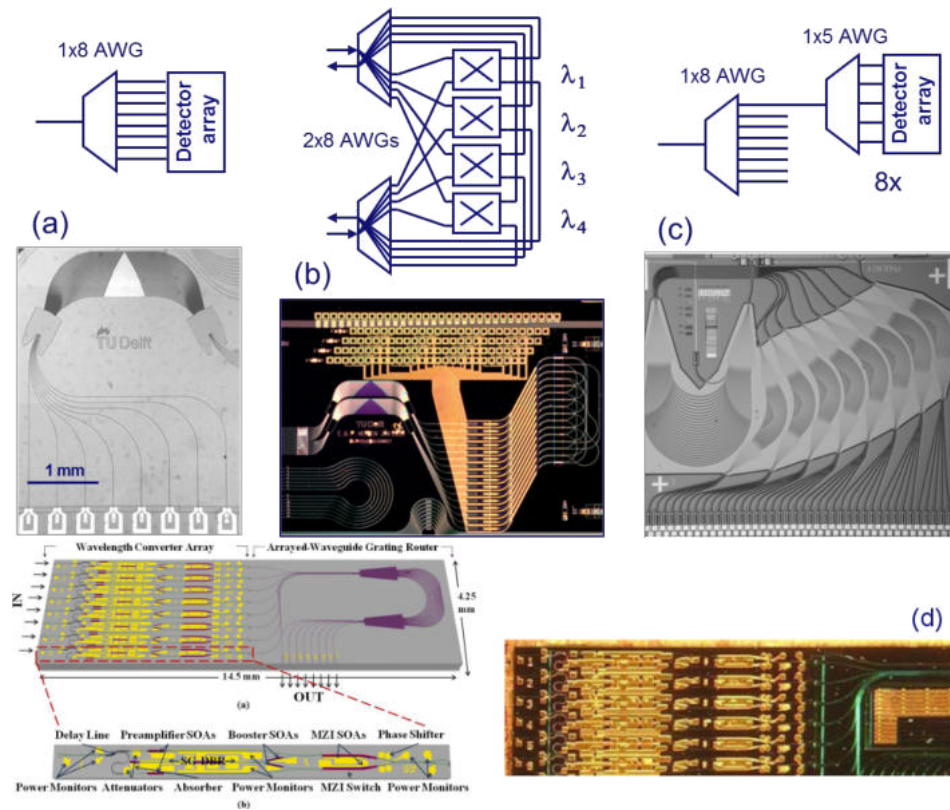 1x8 AWG
Detector
array
2x8 AWGs
λ1
λ2
λ3
λ4
1x8 AWG
1x5 AWG
Detector
array
8x
(a)
(b)
(c)
TU Delft
1 mm
TU Delft
Wavelength Converter Array
Arrayed-Waveguide Grating Router
IN
4.25
mm
14.5 mm
OUT
(a)
Delay Line
Preamplifier SOAs
Booster SOAs
MZI SOAs
Phase Shifter
SG-DBR
Power Monitors
Attenuators
Absorber
Power Monitors
MZI Switch
Power Monitors
(b)
(d)